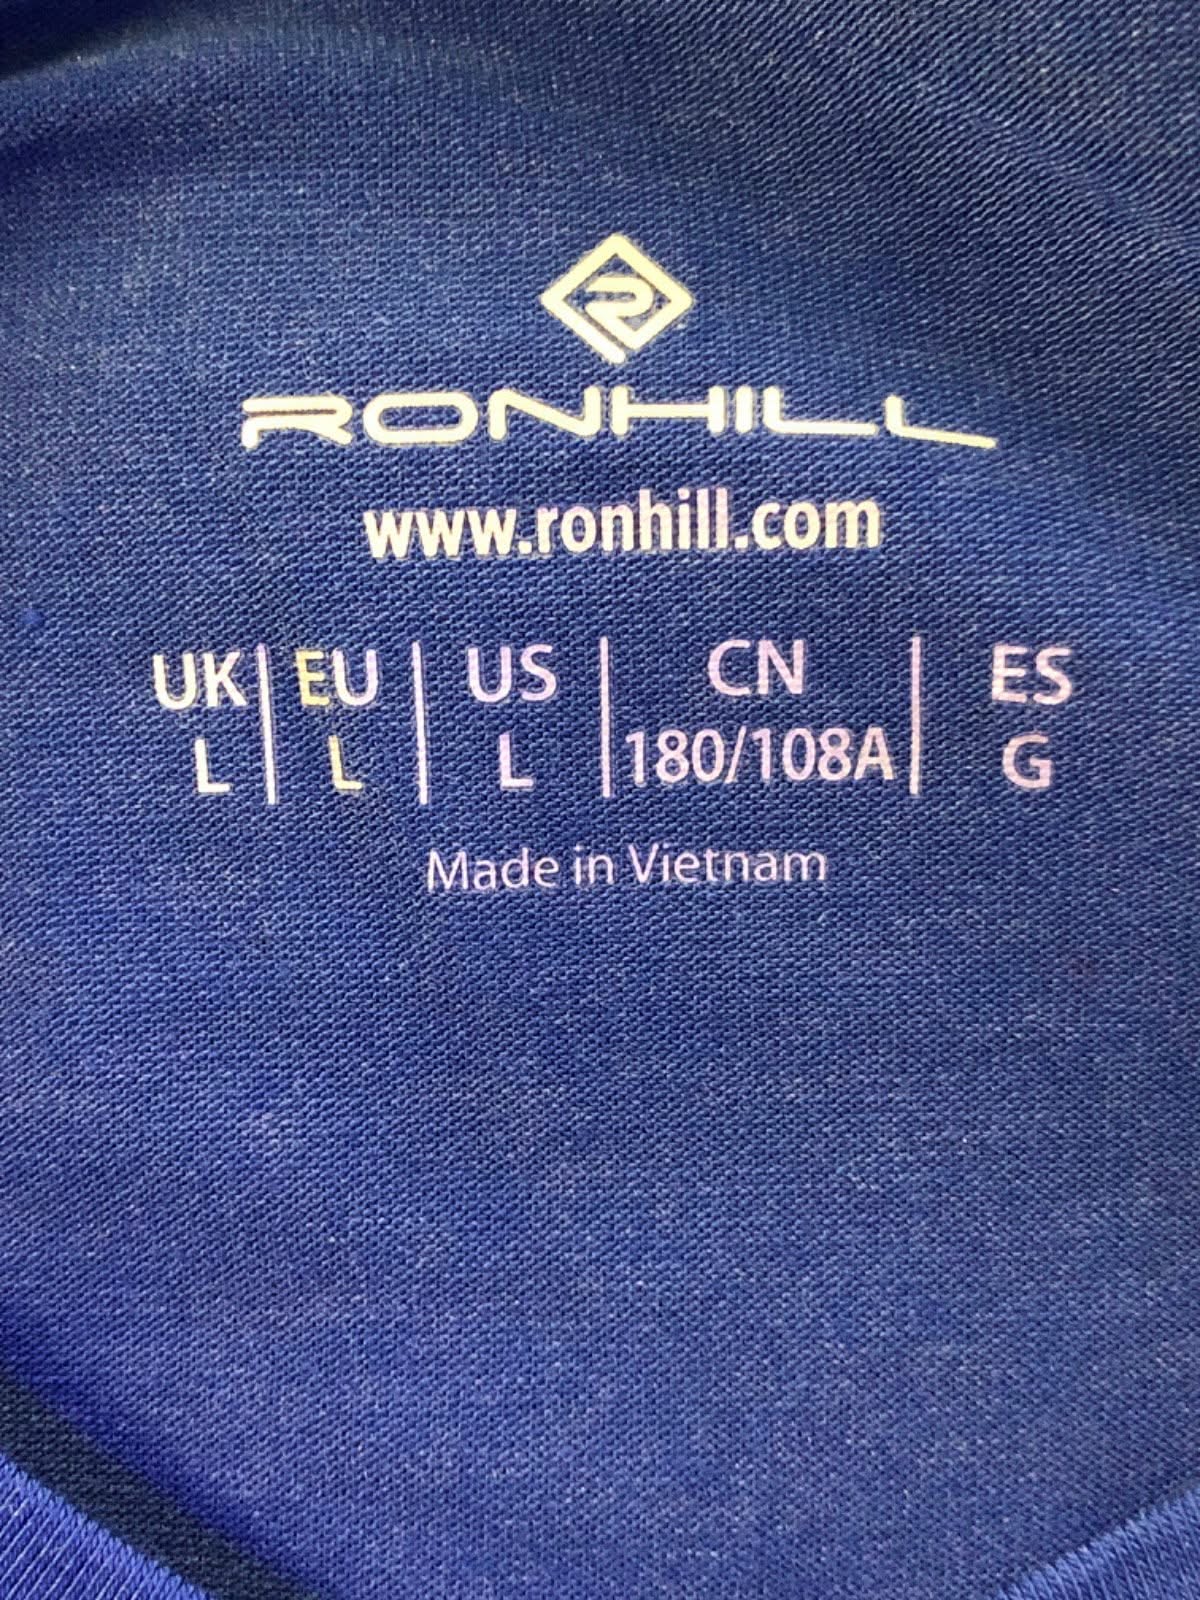 RONHILL
www.ronhill.com
UK | EU | US | CN | ES
L | L | L | 180/108A | G
Made in Vietnam